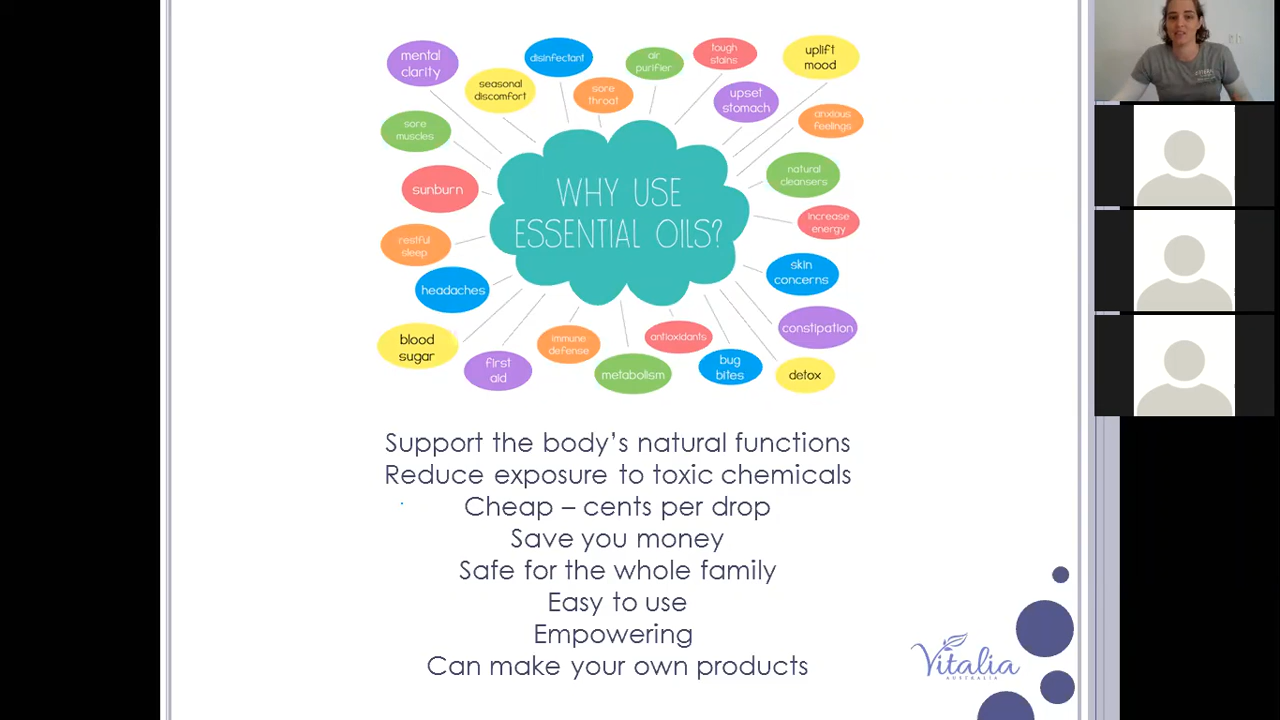 mental
clarity
seasonal
discomfort
disinfectant
sore
throat
air
purifier
tough
stains
upset
stomach
uplift
mood
sore
muscles
anxious
feelings
sunburn
WHY USE
ESSENTIAL OILS?
natural
cleansers
restful
sleep
increase
energy
headaches
skin
concerns
blood
sugar
first
aid
immune
defense
metabolism
antioxidants
bug
bites
constipation
detox
Support the body’s natural functions
Reduce exposure to toxic chemicals
Cheap – cents per drop
Save you money
Safe for the whole family
Easy to use
Empowering
Can make your own products
Vitalia
AUSTRALIA